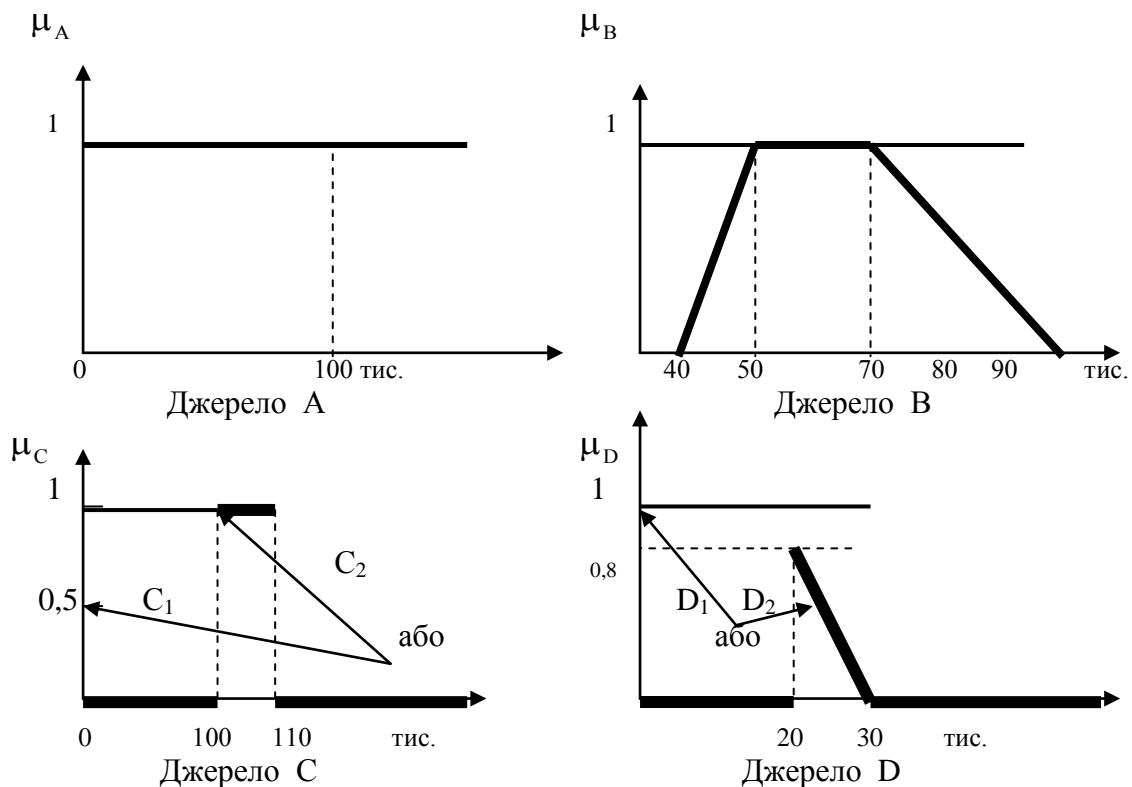 μA
1
0
100 тис.
Джерело А
μB
1
40 50 70 80 90 тис.
Джерело В
μC
1
0,5
C1
C2
або
0 100 110 тис.
Джерело С
μD
1
0,8
D1 D2
або
20 30 тис.
Джерело D